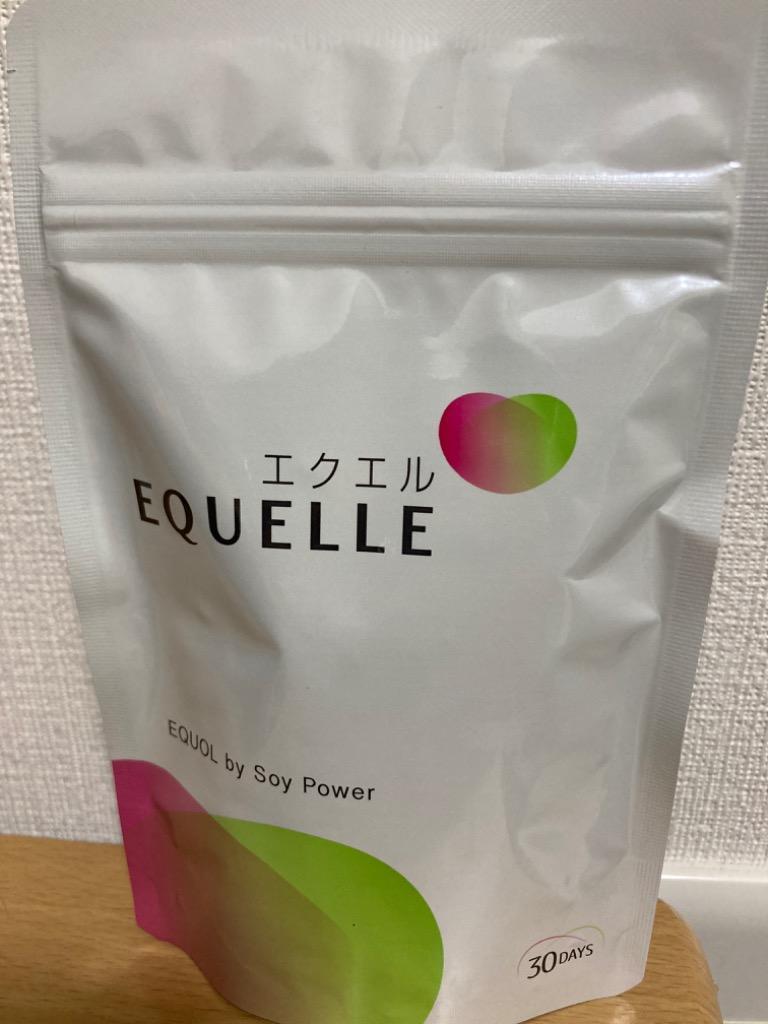 エクエル
EQUELLE
EQUOL by Soy Power
30DAYS